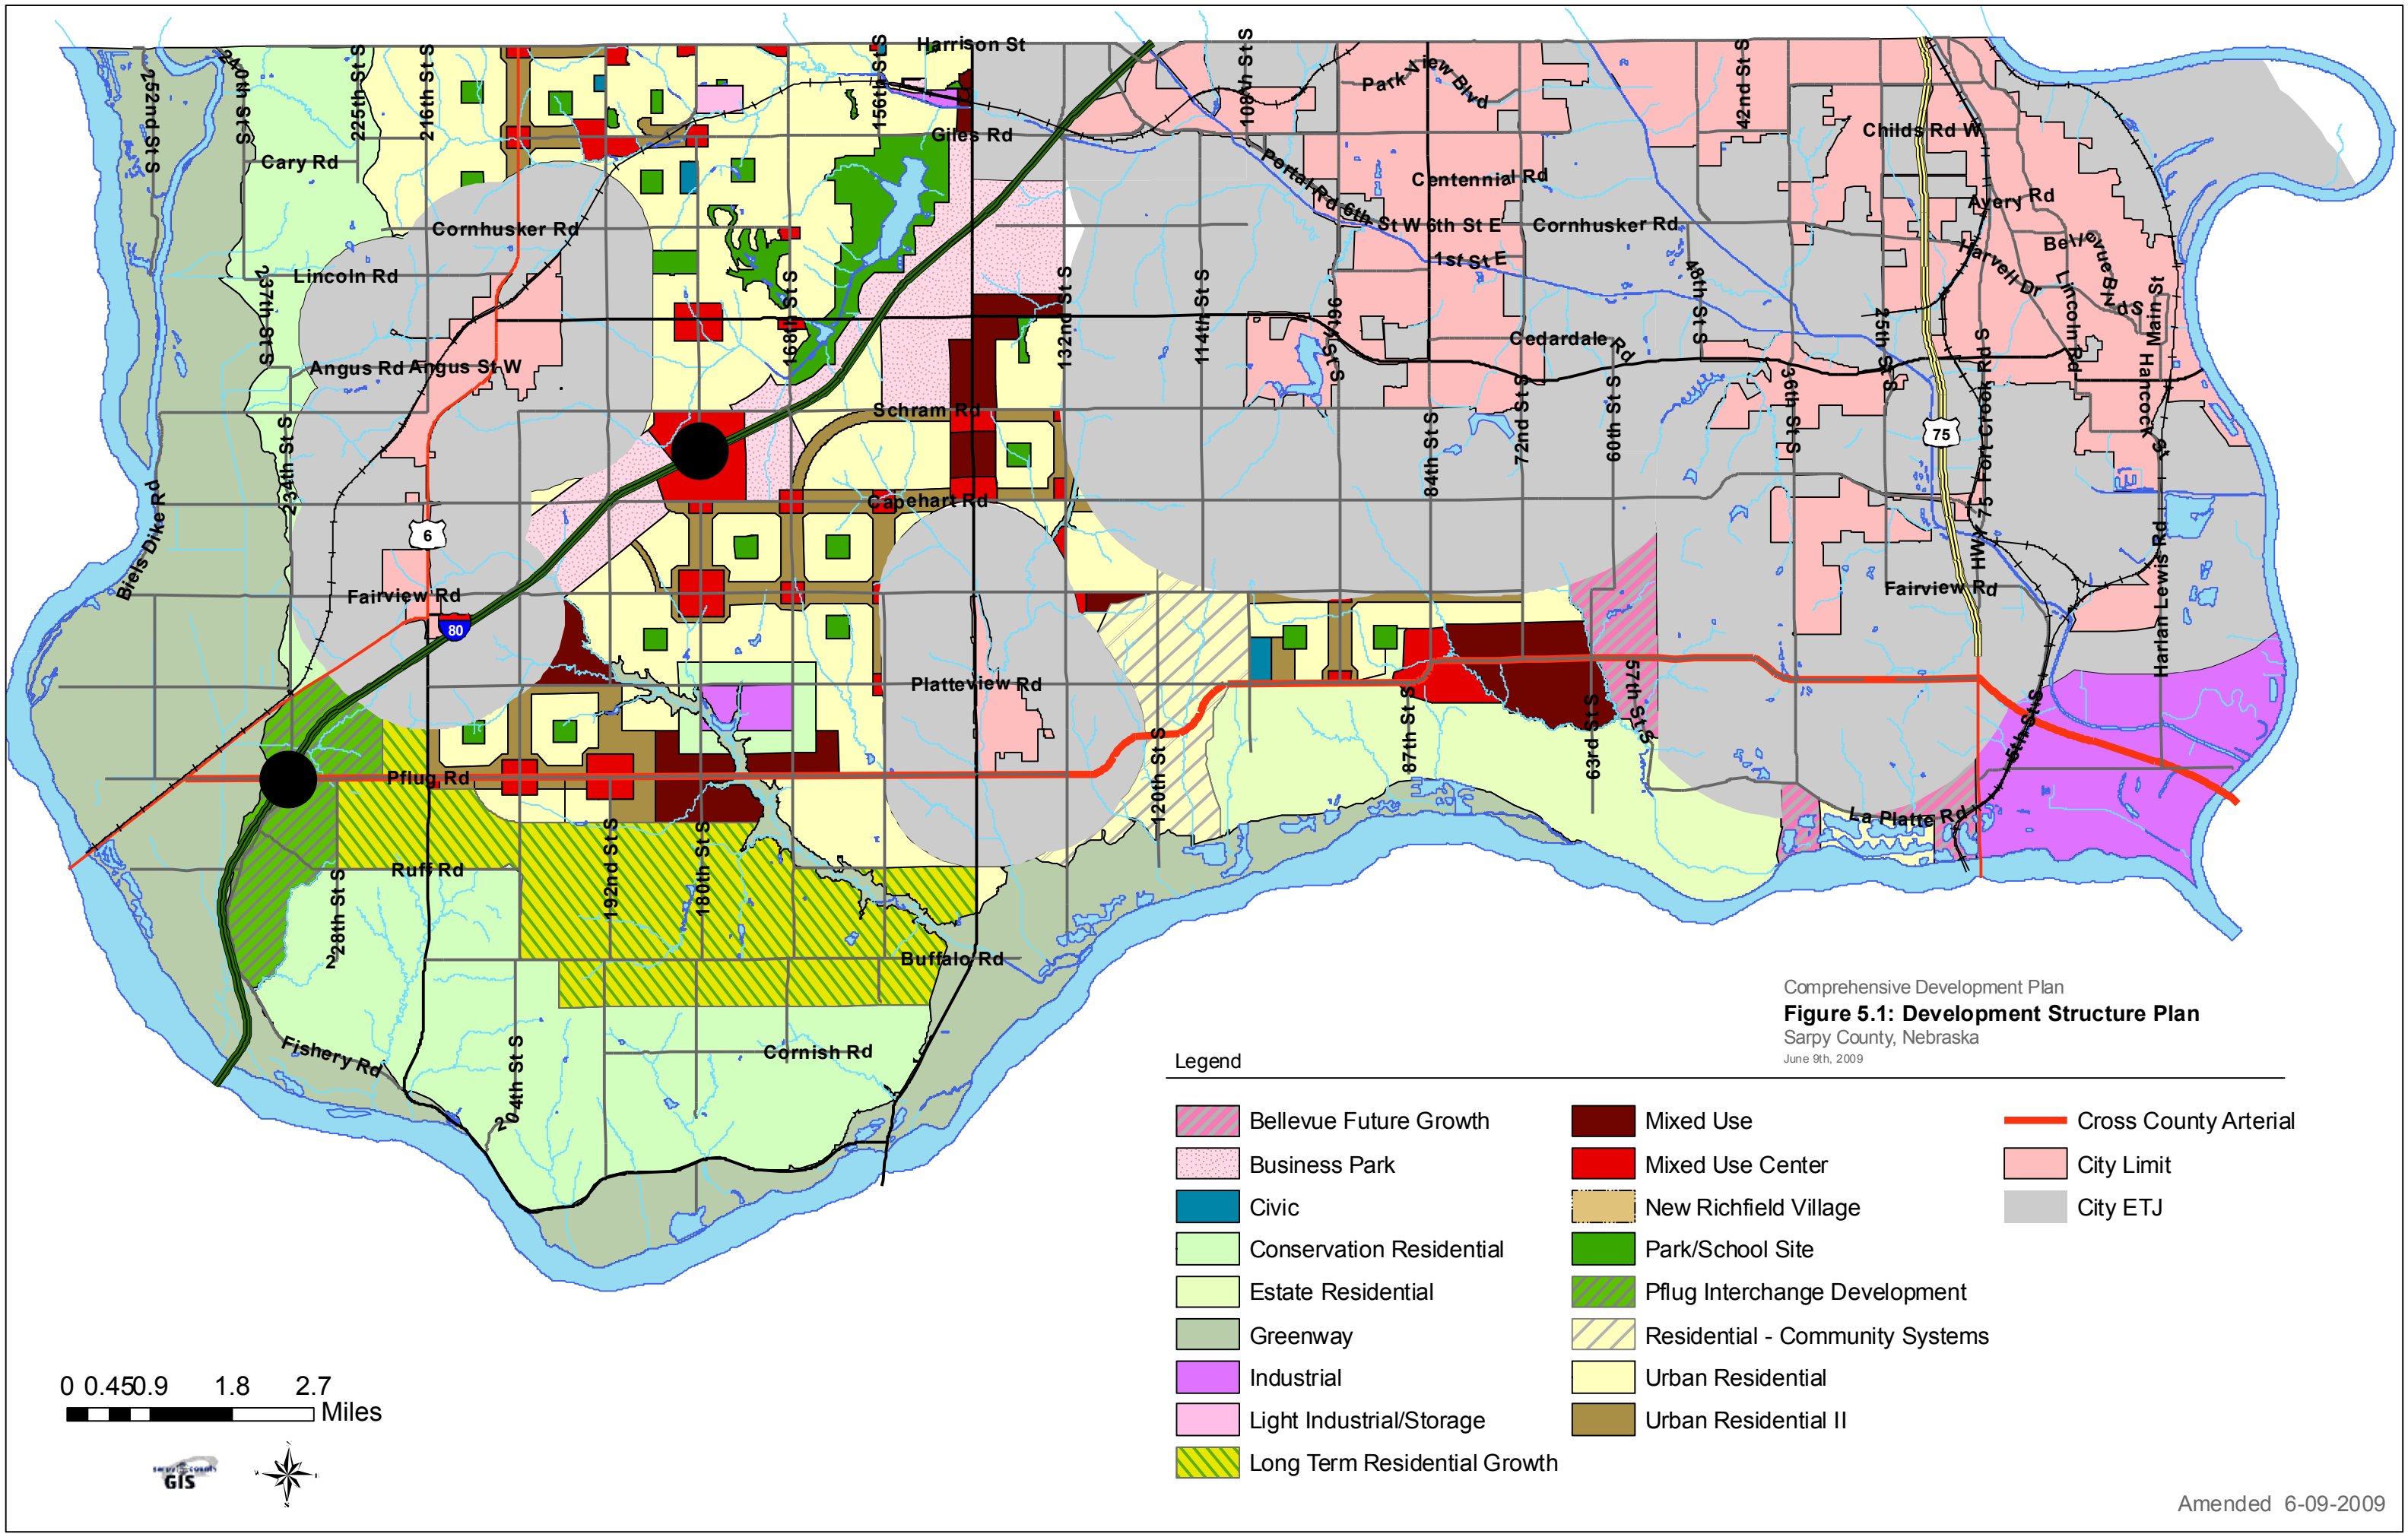 Harrison St
252nd St S
240th St S
225th St S
216th St S
156th St S
108th St S
Park View Blvd
42nd St S
Giles Rd
Childs Rd W
Cary Rd
Portal Rd
Centennial Rd
Avery Rd
Cornhusker Rd
6th St W
6th St E
Cornhusker Rd
Bellevue Blvd S
Harvell Dr
Lincoln Rd
237th St S
168th St S
132nd St S
114th St S
1st St E
48th St S
Lincoln Rd
Main St
96th St S
25th St S
Angus Rd
Angus St W
Cedardale Rd
Fort Crook Rd S
Hancock St
36th St S
72nd St S
60th St S
Schram Rd
84th St S
75
234th St S
Capehart Rd
Biels Dike Rd
6
HWY 75
Harlan Lewis Rd
Fairview Rd
Fairview Rd
80
Platteview Rd
57th St S
87th St S
63rd St S
120th St S
5th St S
Pflug Rd
La Platte Rd
Ruff Rd
192nd St S
180th St S
228th St S
Buffalo Rd
Fishery Rd
204th St S
Cornish Rd
Comprehensive Development Plan
Figure 5.1: Development Structure Plan
Sarpy County, Nebraska
June 9th, 2009
Legend
Bellevue Future Growth
Business Park
Civic
Conservation Residential
Estate Residential
Greenway
Industrial
Light Industrial/Storage
Long Term Residential Growth
Mixed Use
Mixed Use Center
New Richfield Village
Park/School Site
Pflug Interchange Development
Residential - Community Systems
Urban Residential
Urban Residential II
Cross County Arterial
City Limit
City ETJ
0 0.45 0.9 1.8 2.7
Miles
sarpy county
GIS
Amended 6-09-2009